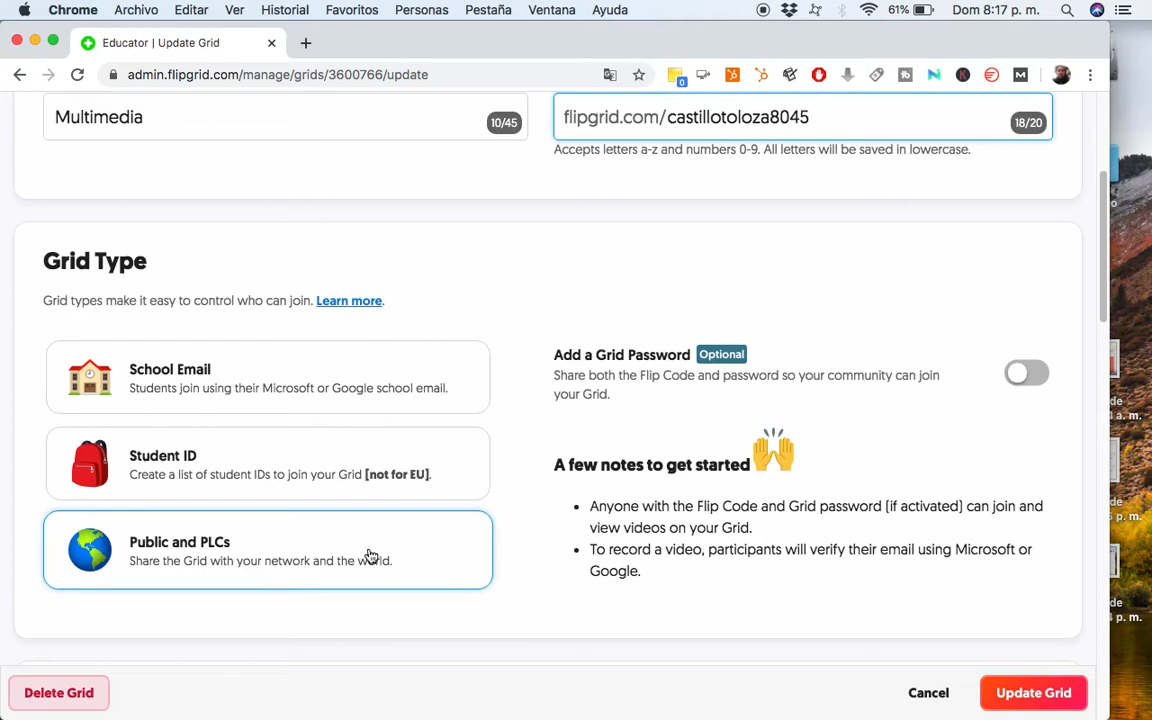 Chrome Archivo Editar Ver Historial Favoritos Personas Pestaña Ventana Ayuda 61% Dom 8:17 p. m.
Educator | Update Grid
admin.flipgrid.com/manage/grids/3600766/update
0
Multimedia 10/45
flipgrid.com/castillotoloza8045 18/20
Accepts letters a-z and numbers 0-9. All letters will be saved in lowercase.
Grid Type
Grid types make it easy to control who can join. Learn more.
School Email
Students join using their Microsoft or Google school email.
Student ID
Create a list of student IDs to join your Grid [not for EU].
Public and PLCs
Share the Grid with your network and the world.
Add a Grid Password Optional
Share both the Flip Code and password so your community can join
your Grid.
A few notes to get started
• Anyone with the Flip Code and Grid password (if activated) can join and
view videos on your Grid.
• To record a video, participants will verify their email using Microsoft or
Google.
Delete Grid Cancel Update Grid
de
a. m.
de
p. m.
de
p. m.